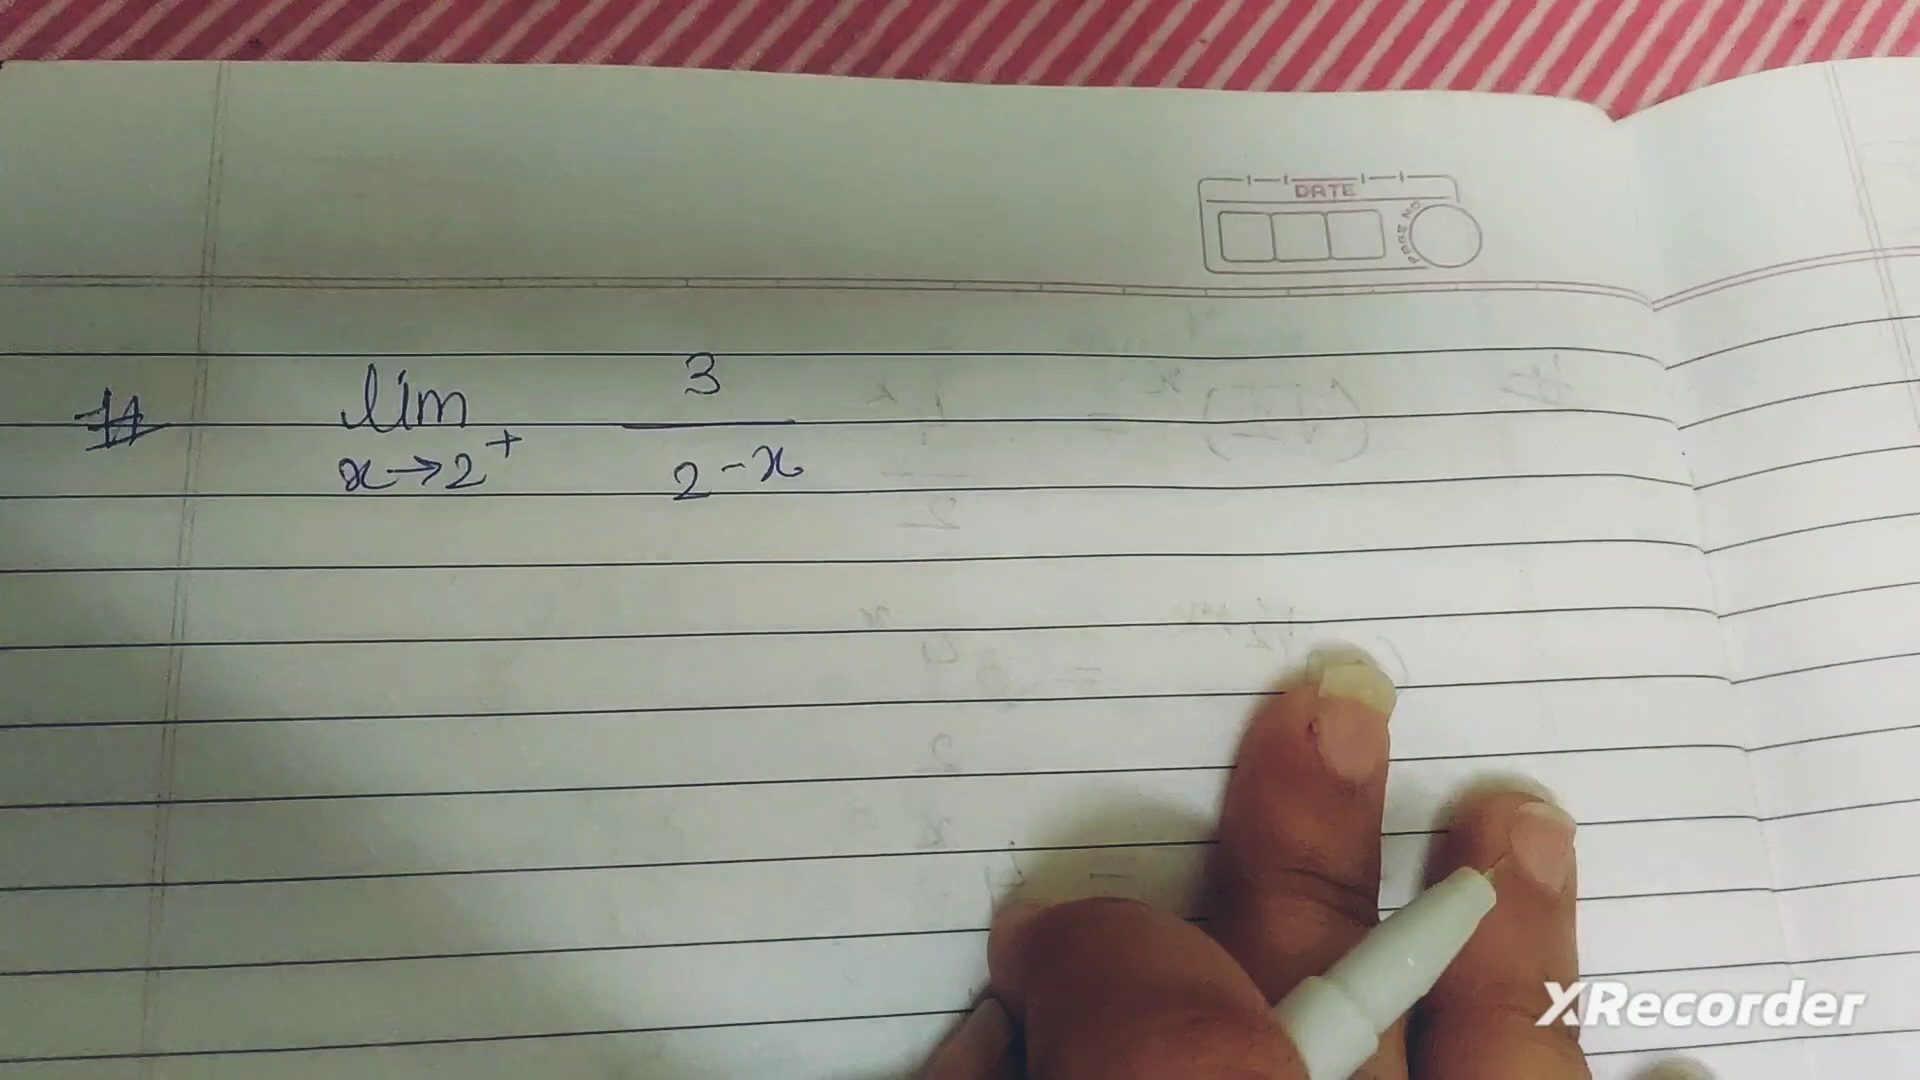 DATE
Page No
# lim 3
x→2⁺ 2-x
XRecorder